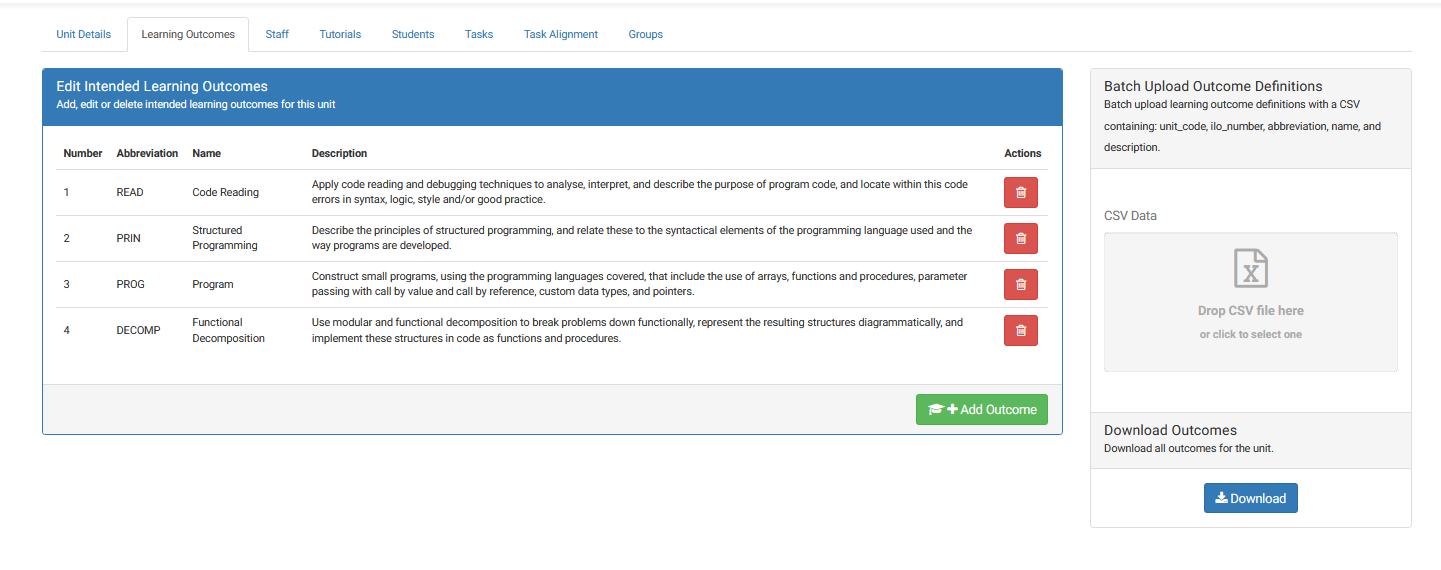 Unit Details Learning Outcomes Staff Tutorials Students Tasks Task Alignment Groups
Edit Intended Learning Outcomes
Add, edit or delete intended learning outcomes for this unit
Number Abbreviation Name Description Actions
1 READ Code Reading Apply code reading and debugging techniques to analyse, interpret, and describe the purpose of program code, and locate within this code
errors in syntax, logic, style and/or good practice.
2 PRIN Structured Programming Describe the principles of structured programming, and relate these to the syntactical elements of the programming language used and the
way programs are developed.
3 PROG Program Construct small programs, using the programming languages covered, that include the use of arrays, functions and procedures, parameter
passing with call by value and call by reference, custom data types, and pointers.
4 DECOMP Functional Decomposition Use modular and functional decomposition to break problems down functionally, represent the resulting structures diagrammatically, and
implement these structures in code as functions and procedures.
Add Outcome
Batch Upload Outcome Definitions
Batch upload learning outcome definitions with a CSV
containing: unit_code, ilo_number, abbreviation, name, and
description.
CSV Data
X
Drop CSV file here
or click to select one
Download Outcomes
Download all outcomes for the unit.
Download